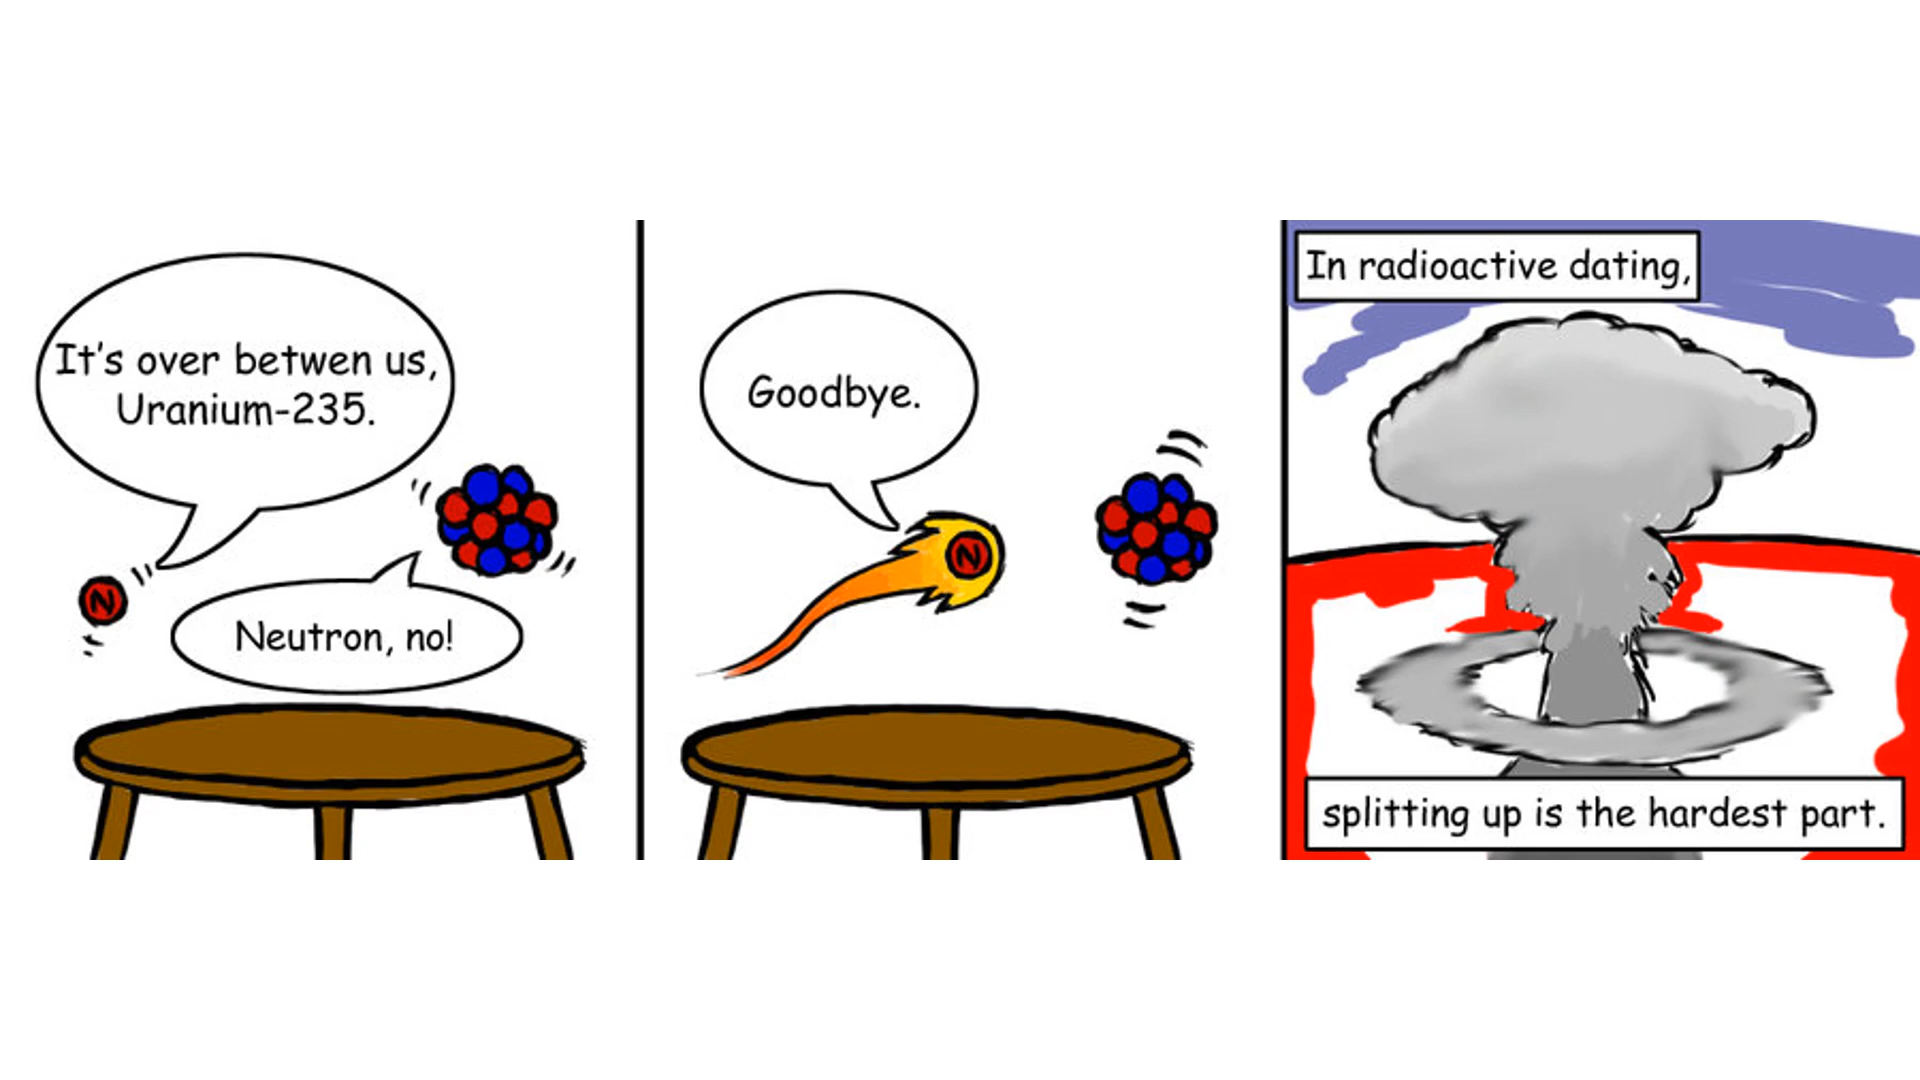 It's over betwen us,
Uranium-235.
N
Neutron, no!
Goodbye.
N
In radioactive dating,
splitting up is the hardest part.